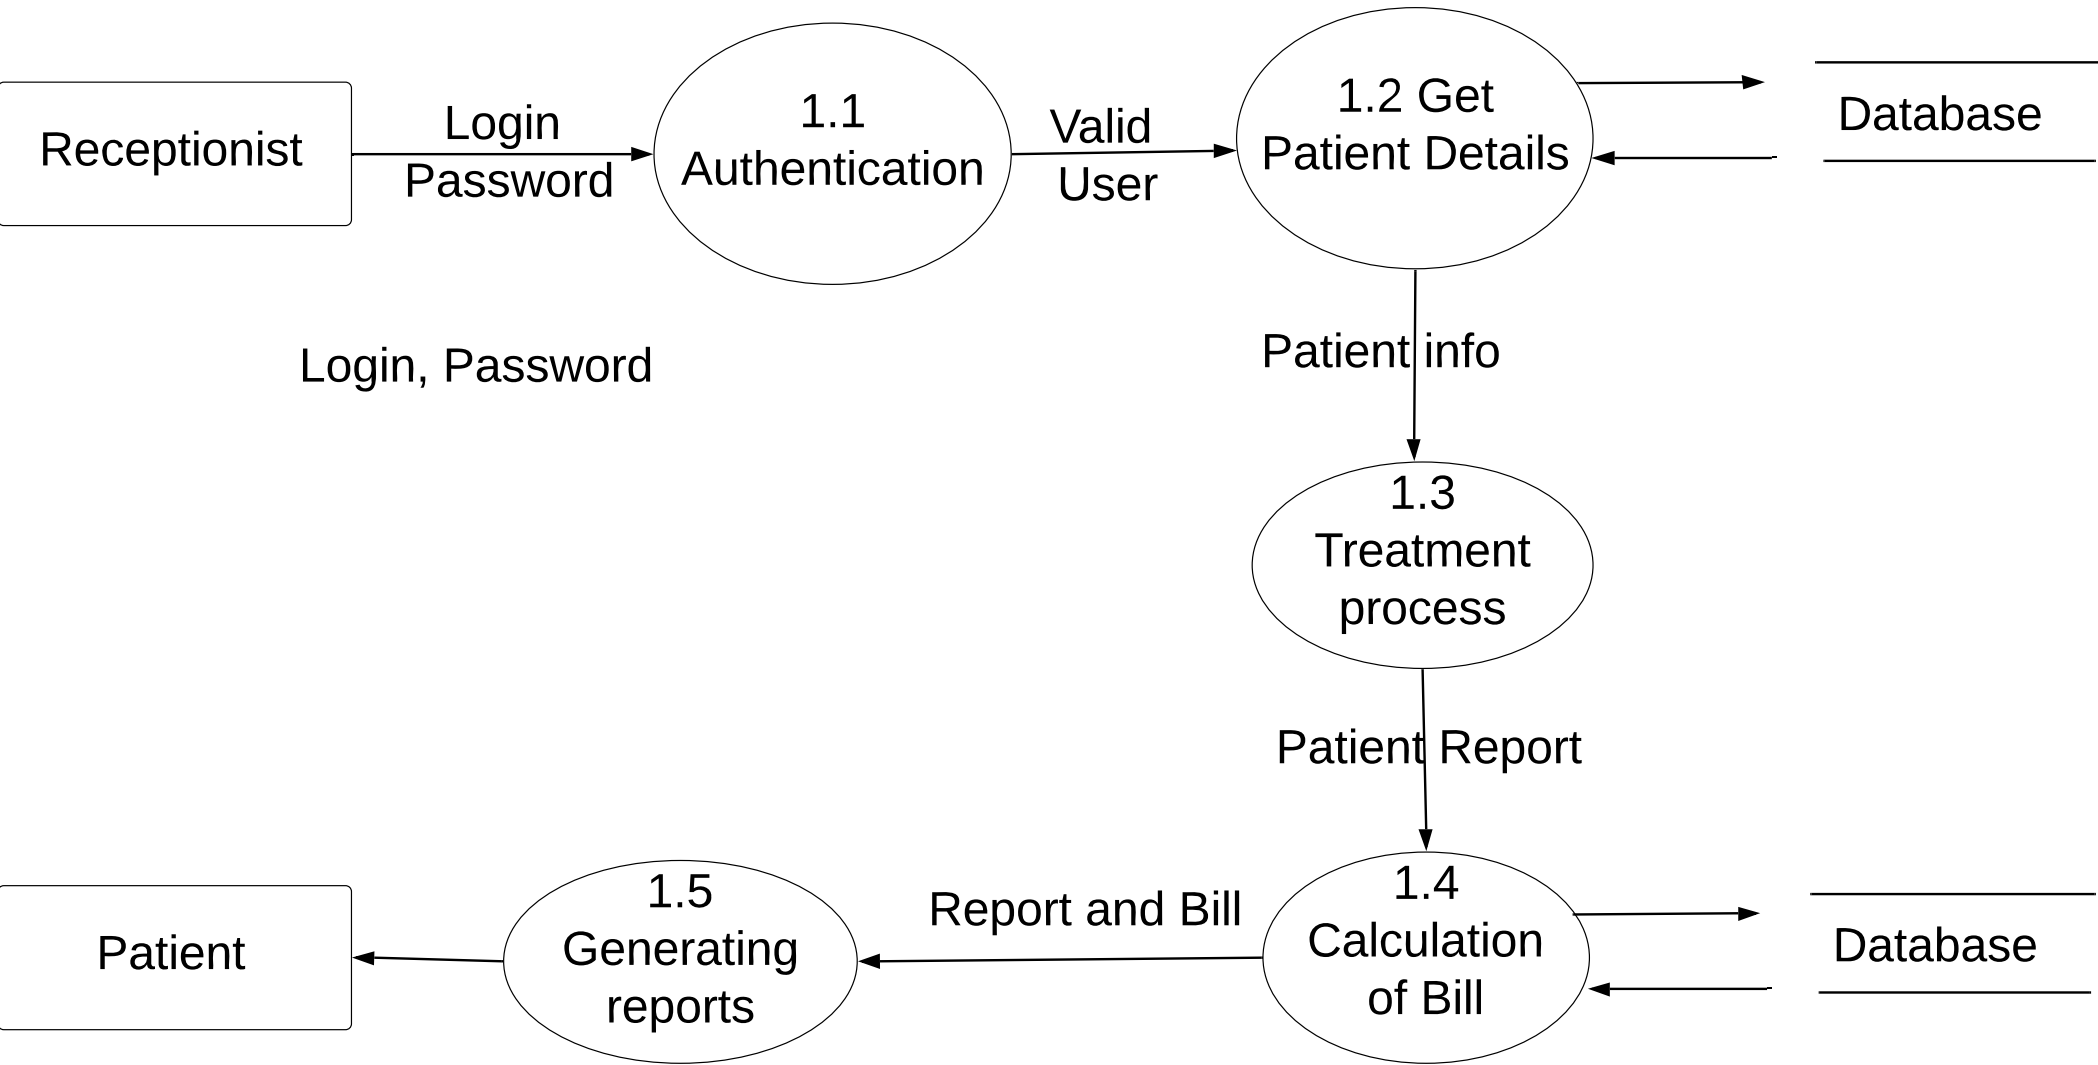 Receptionist
Login
Password
1.1
Authentication
Valid
User
1.2 Get
Patient Details
Database
Login, Password
Patient info
1.3
Treatment
process
Patient Report
1.4
Calculation
of Bill
Database
Report and Bill
1.5
Generating
reports
Patient